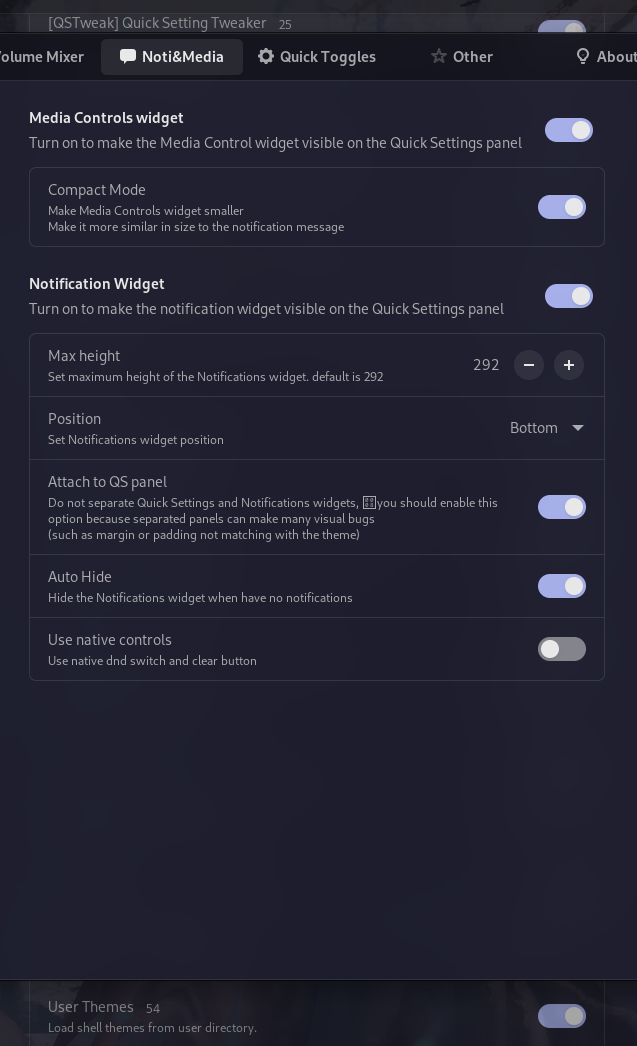 [QSTweak] Quick Setting Tweaker 25
olume Mixer Noti&Media Quick Toggles Other About
Media Controls widget
Turn on to make the Media Control widget visible on the Quick Settings panel
Compact Mode
Make Media Controls widget smaller
Make it more similar in size to the notification message
Notification Widget
Turn on to make the notification widget visible on the Quick Settings panel
Max height
292
Set maximum height of the Notifications widget. default is 292
Position
Bottom
Set Notifications widget position
Attach to QS panel
Do not separate Quick Settings and Notifications widgets, you should enable this
option because separated panels can make many visual bugs
(such as margin or padding not matching with the theme)
Auto Hide
Hide the Notifications widget when have no notifications
Use native controls
Use native dnd switch and clear button
User Themes 54
Load shell themes from user directory.